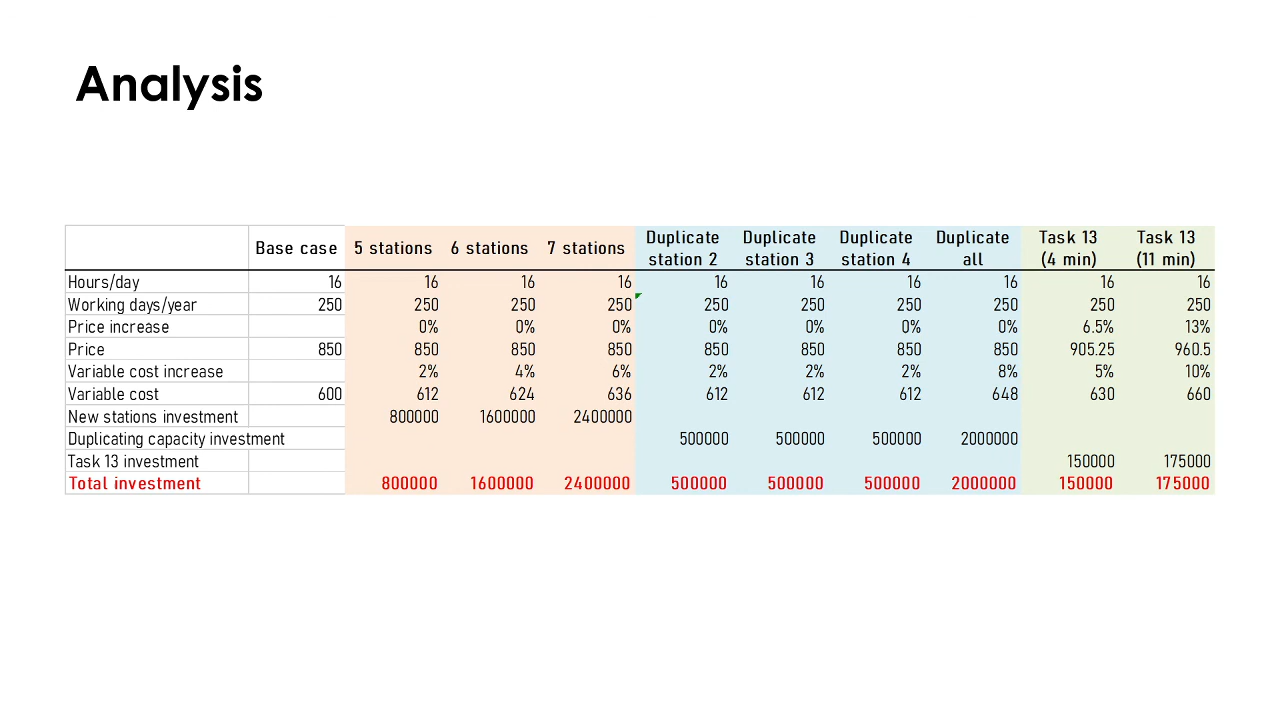 Analysis
Base case 5 stations 6 stations 7 stations Duplicate station 2 Duplicate station 3 Duplicate station 4 Duplicate all Task 13 (4 min) Task 13 (11 min)
Hours/day 16 16 16 16 16 16 16 16 16 16
Working days/year 250 250 250 250 250 250 250 250 250 250
Price increase 0% 0% 0% 0% 0% 0% 0% 6.5% 13%
Price 850 850 850 850 850 850 850 850 905.25 960.5
Variable cost increase 2% 4% 6% 2% 2% 2% 8% 5% 10%
Variable cost 600 612 624 636 612 612 612 648 630 660
New stations investment 800000 1600000 2400000
Duplicating capacity investment 500000 500000 500000 2000000
Task 13 investment 150000 175000
Total investment 800000 1600000 2400000 500000 500000 500000 2000000 150000 175000